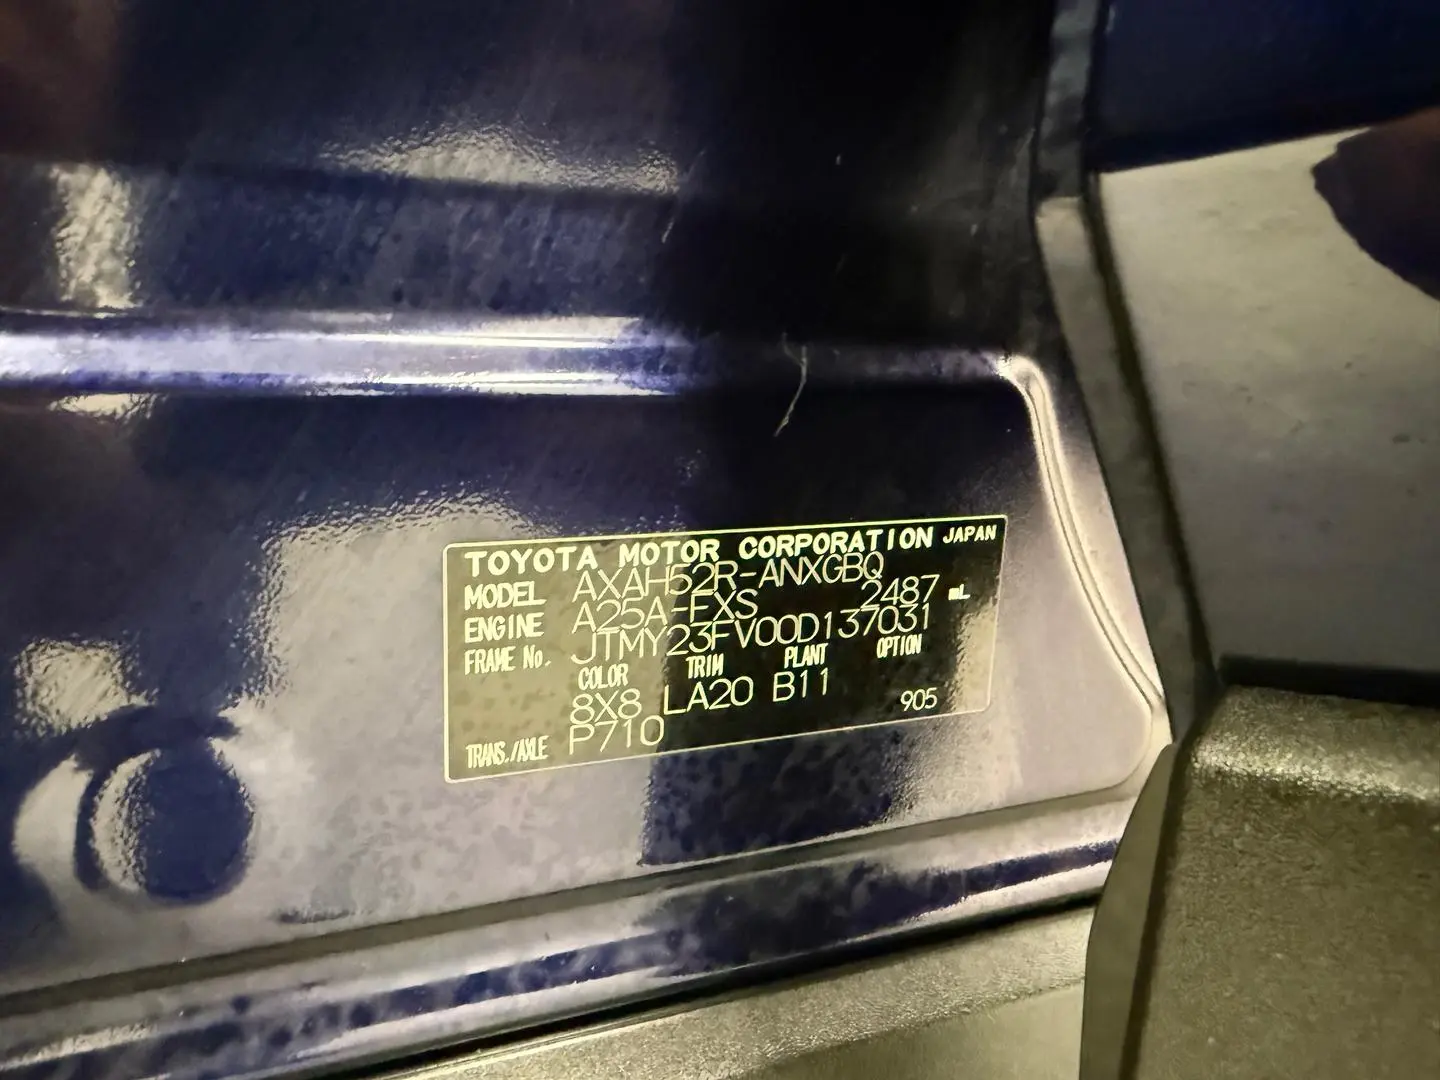 TOYOTA MOTOR CORPORATION JAPAN
MODEL AXAH52R-ANXGBQ
ENGINE A25A-FXS 2487 mL
FRAME No. JTMY23FV00D137031
COLOR TRIM PLANT OPTION
8X8 LA20 B11 905
TRANS./AXLE P710